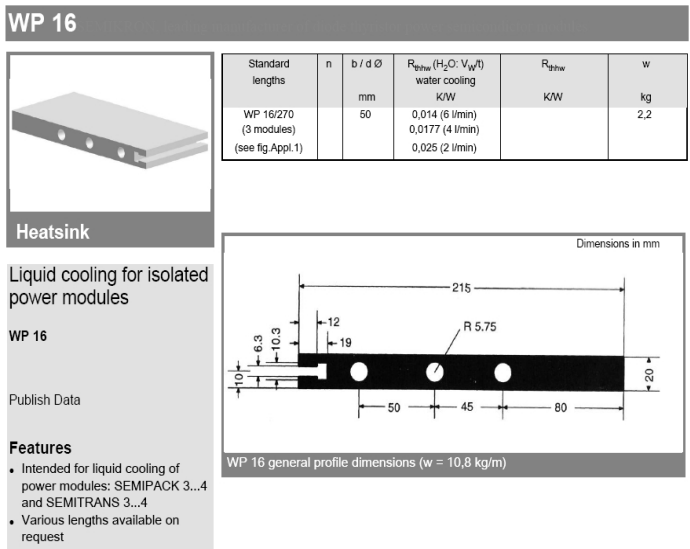 WP 16
Standard lengths
n
b / d Ø
mm
Rthhw (H2O: Vw/t)
water cooling
K/W
Rthhw
K/W
w
kg
WP 16/270 50 0,014 (6 l/min) 2,2
(3 modules) 0,0177 (4 l/min)
(see fig.Appl.1) 0,025 (2 l/min)
Heatsink
Liquid cooling for isolated
power modules
WP 16
Publish Data
Features
• Intended for liquid cooling of
power modules: SEMIPACK 3...4
and SEMITRANS 3...4
• Various lengths available on
request
Dimensions in mm
215
12
R 5.75
19
6.3
10.3
10
20
50
45
80
WP 16 general profile dimensions (w = 10,8 kg/m)